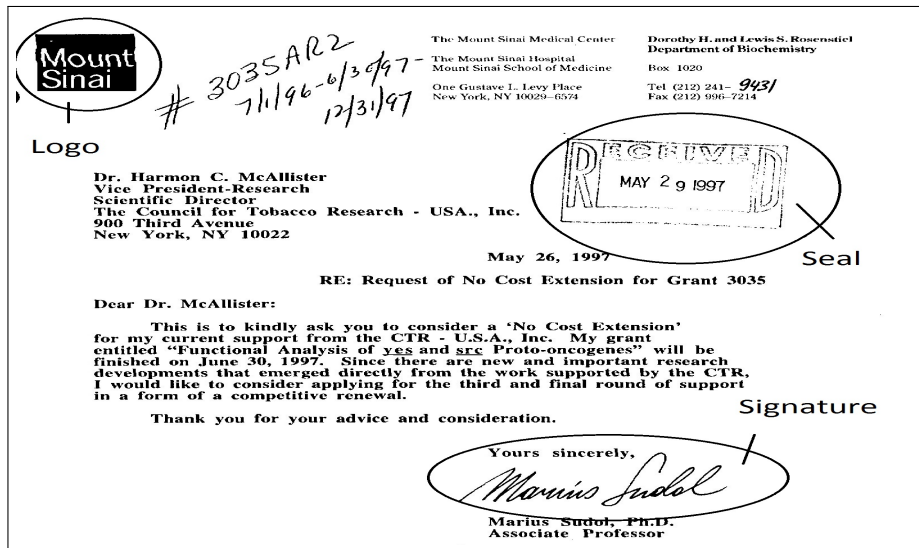 Mount
Sinai
Logo
# 3035AR2
7/1/96-6/30/97-
12/31/97
The Mount Sinai Medical Center
The Mount Sinai Hospital
Mount Sinai School of Medicine
One Gustave L. Levy Place
New York, NY 10029-6574
Dorothy H. and Lewis S. Rosenstiel
Department of Biochemistry
Box 1020
Tel (212) 241- 9431
Fax (212) 996-7214
RECEIVED
MAY 29 1997
Seal
Dr. Harmon C. McAllister
Vice President-Research
Scientific Director
The Council for Tobacco Research - USA., Inc.
900 Third Avenue
New York, NY 10022
May 26, 1997
RE: Request of No Cost Extension for Grant 3035
Dear Dr. McAllister:
This is to kindly ask you to consider a 'No Cost Extension'
for my current support from the CTR - U.S.A., Inc. My grant
entitled "Functional Analysis of yes and src Proto-oncogenes" will be
finished on June 30, 1997. Since there are new and important research
developments that emerged directly from the work supported by the CTR,
I would like to consider applying for the third and final round of support
in a form of a competitive renewal.
Thank you for your advice and consideration.
Signature
Yours sincerely,
Marius Sudol
Marius Sudol, Ph.D.
Associate Professor